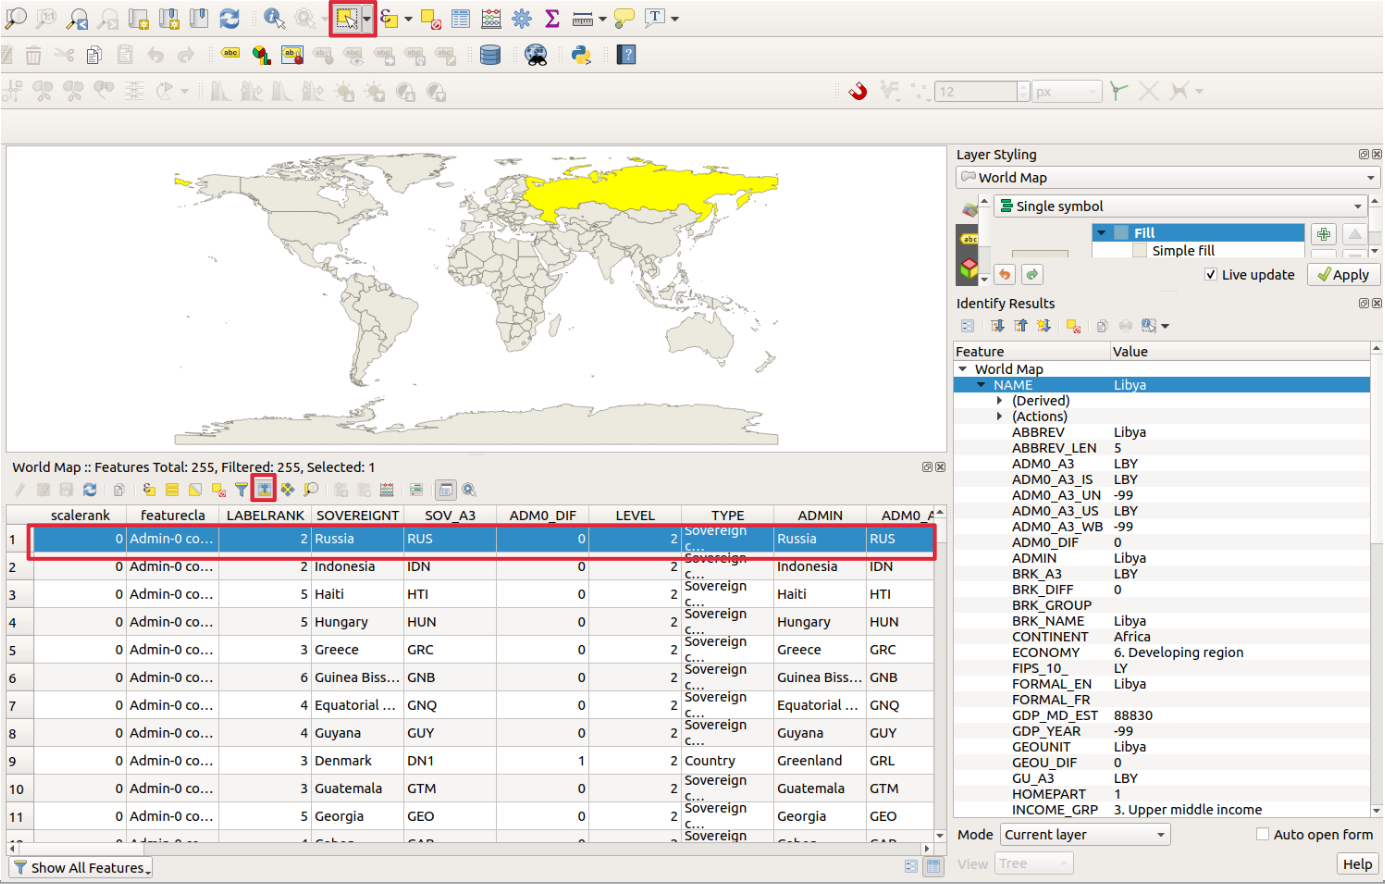 1:1
ε
Σ
T
abc
abc
ab
abc
abc
abc
abc
abc
?
12
px
Layer Styling
World Map
Single symbol
abc
Fill
Simple fill
Live update
Apply
Identify Results
Feature Value
World Map
NAME Libya
(Derived)
(Actions)
ABBREV Libya
ABBREV_LEN 5
ADM0_A3 LBY
ADM0_A3_IS LBY
ADM0_A3_UN -99
ADM0_A3_US LBY
ADM0_A3_WB -99
ADM0_DIF 0
ADMIN Libya
BRK_A3 LBY
BRK_DIFF 0
BRK_GROUP
BRK_NAME Libya
CONTINENT Africa
ECONOMY 6. Developing region
FIPS_10_ LY
FORMAL_EN Libya
FORMAL_FR
GDP_MD_EST 88830
GDP_YEAR -99
GEOUNIT Libya
GEOU_DIF 0
GU_A3 LBY
HOMEPART 1
INCOME_GRP 3. Upper middle income
Mode Current layer
Auto open form
View Tree
Help
World Map :: Features Total: 255, Filtered: 255, Selected: 1
scalerank featurecla LABELRANK SOVEREIGNT SOV_A3 ADM0_DIF LEVEL TYPE ADMIN ADM0_A
1 0 Admin-0 co... 2 Russia RUS 0 2 Sovereign c... Russia RUS
2 0 Admin-0 co... 2 Indonesia IDN 0 2 Sovereign c... Indonesia IDN
3 0 Admin-0 co... 5 Haiti HTI 0 2 Sovereign c... Haiti HTI
4 0 Admin-0 co... 5 Hungary HUN 0 2 Sovereign c... Hungary HUN
5 0 Admin-0 co... 3 Greece GRC 0 2 Sovereign c... Greece GRC
6 0 Admin-0 co... 6 Guinea Biss... GNB 0 2 Sovereign c... Guinea Biss... GNB
7 0 Admin-0 co... 4 Equatorial ... GNQ 0 2 Sovereign c... Equatorial ... GNQ
8 0 Admin-0 co... 4 Guyana GUY 0 2 Sovereign c... Guyana GUY
9 0 Admin-0 co... 3 Denmark DN1 1 2 Country Greenland GRL
10 0 Admin-0 co... 3 Guatemala GTM 0 2 Sovereign c... Guatemala GTM
11 0 Admin-0 co... 5 Georgia GEO 0 2 Sovereign c... Georgia GEO
Sovereign
Show All Features